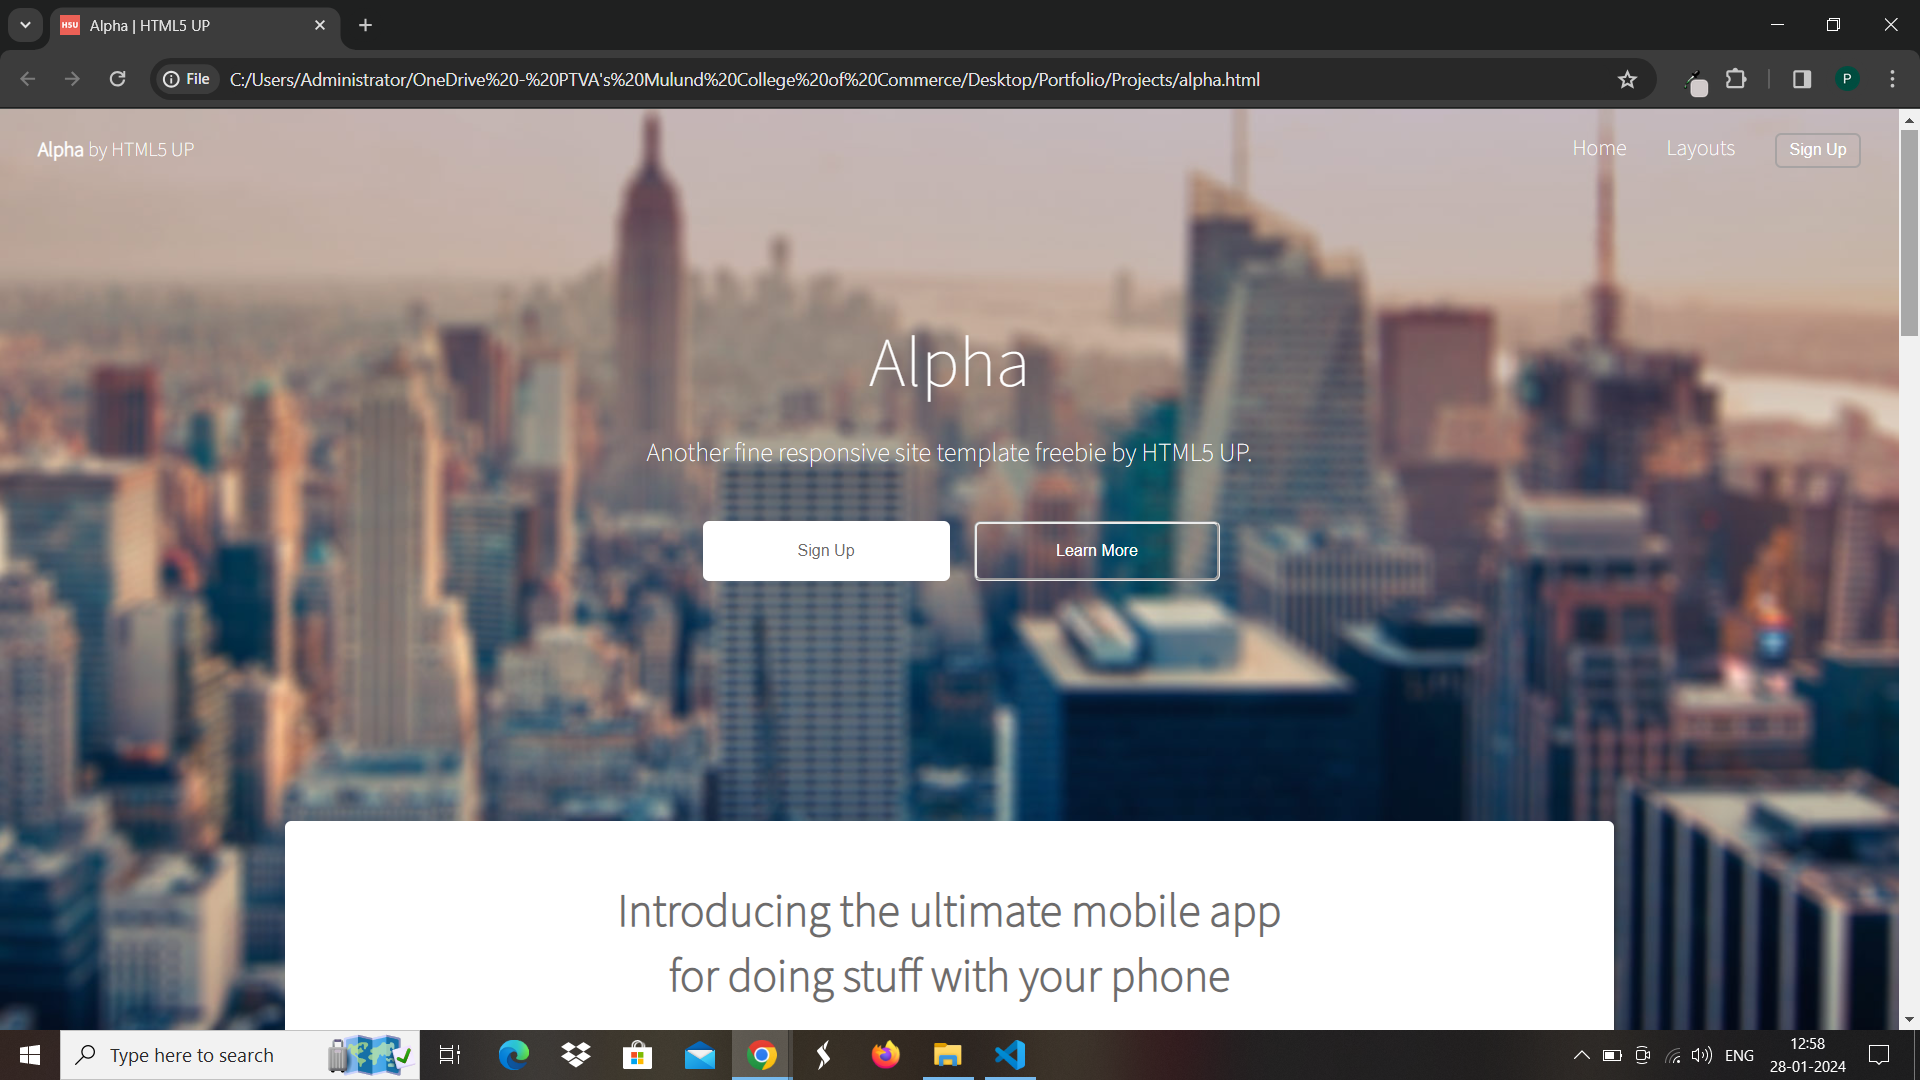 HSU Alpha | HTML5 UP
File C:/Users/Administrator/OneDrive%20-%20PTVA's%20Mulund%20College%20of%20Commerce/Desktop/Portfolio/Projects/alpha.html
P
Alpha by HTML5 UP
Home Layouts Sign Up
Alpha
Another fine responsive site template freebie by HTML5 UP.
Sign Up Learn More
Introducing the ultimate mobile app
for doing stuff with your phone
Type here to search
ENG
12:58
28-01-2024